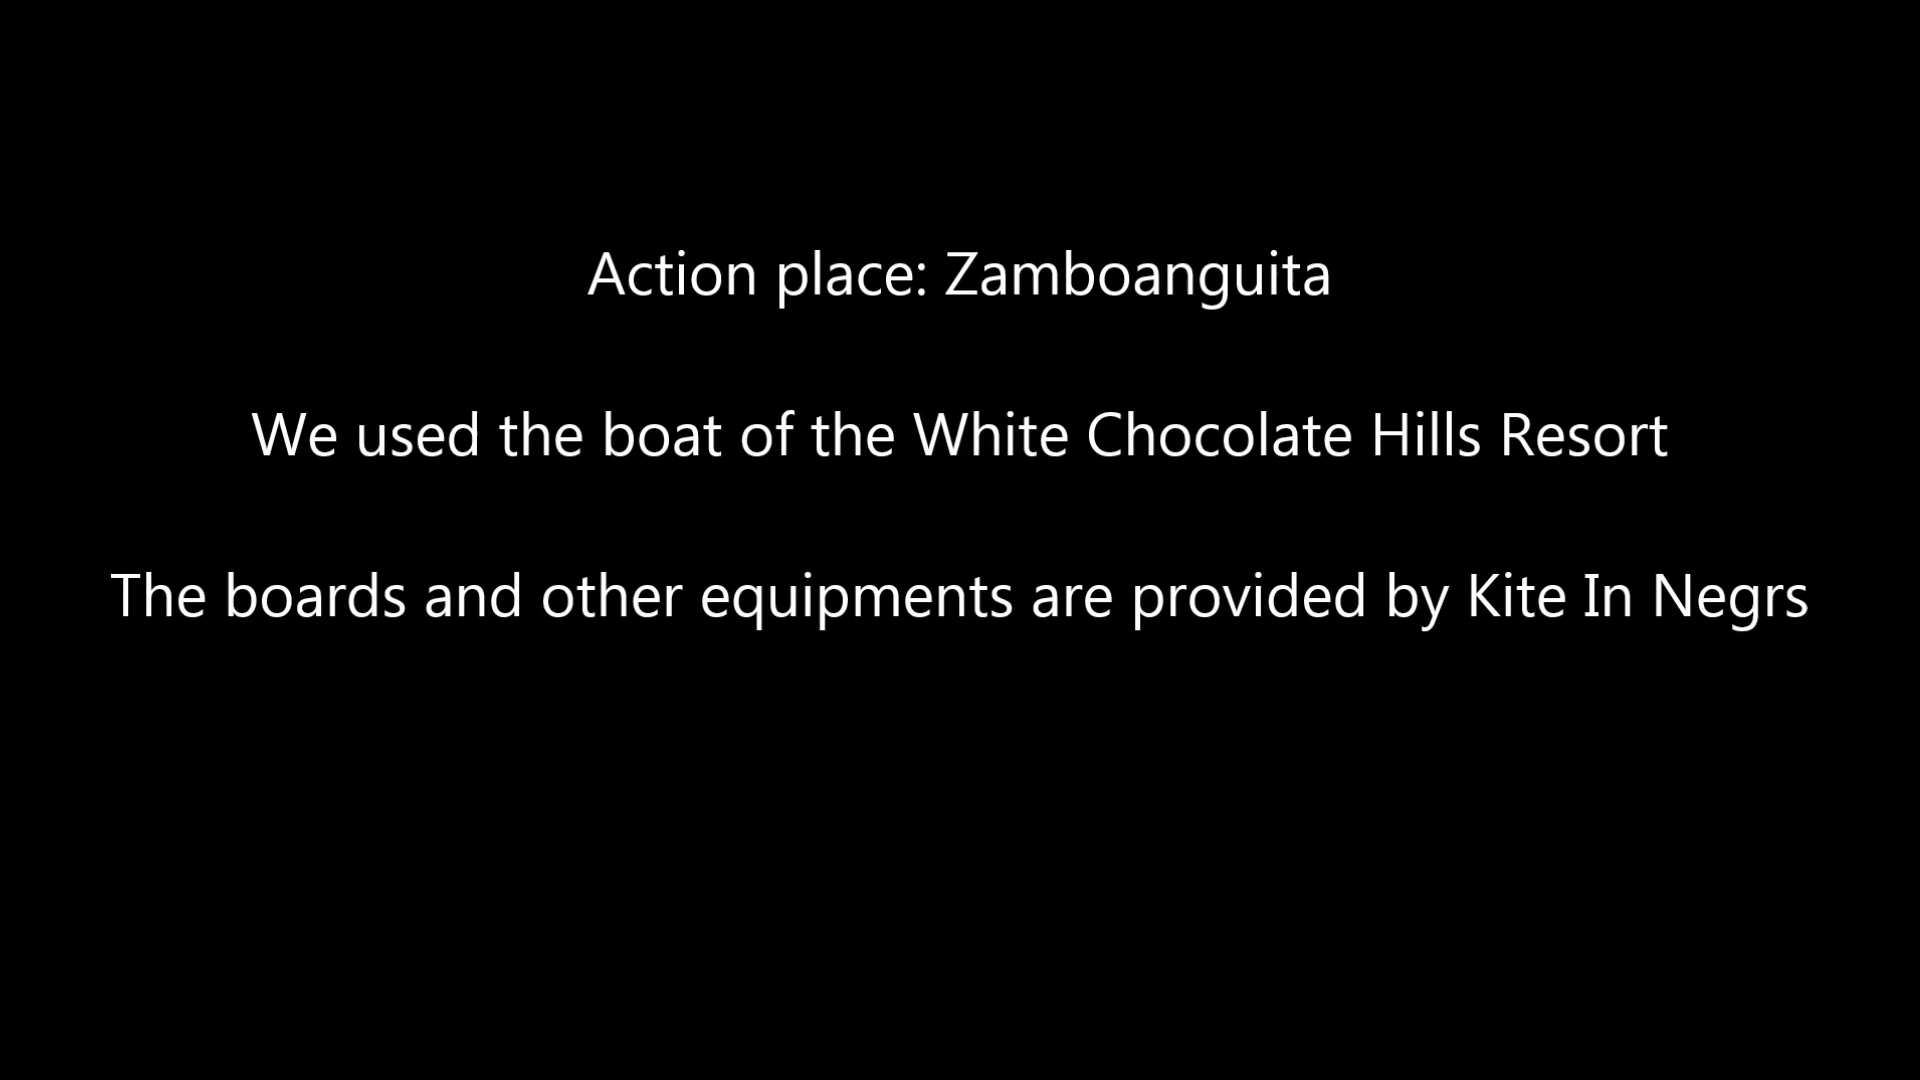 Action place: Zamboanguita
We used the boat of the White Chocolate Hills Resort
The boards and other equipments are provided by Kite In Negrs